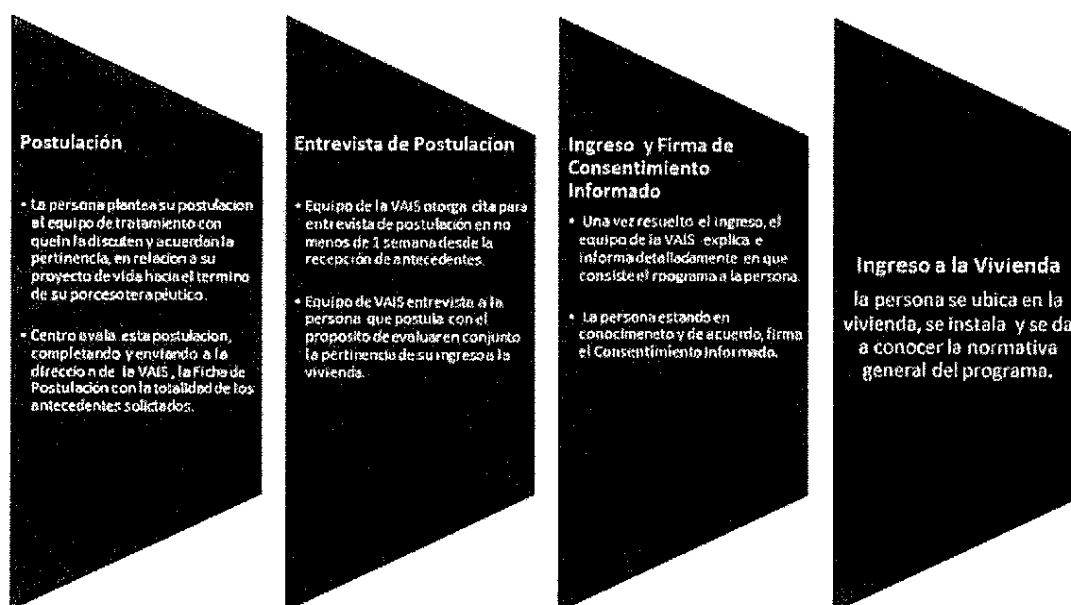 Postulación
• La persona plantea su postulacion
al equipo de tratamiento con
quein la discuten y acuerdan la
pertinencia, en relacion a su
proyecto de vida hacia el termino
de su porceso terapéutico.
• Centro avala esta postulacion,
completando y enviando a la
direccion de la VAIS, la Ficha de
Postulación con la totalidad de los
antecedentes solictados.
Entrevista de Postulacion
• Equipo de la VAIS otorga cita para
entrevista de postulación en no
menos de 1 semana desde la
recepción de antecedentes.
• Equipo de VAIS entrevista a la
persona que postula con el
proposito de evaluar en conjunto
la pertinencia de su ingreso a la
vivienda.
Ingreso y Firma de
Consentimiento
Informado
• Una vez resuelto el ingreso, el
equipo de la VAIS explica e
informa detalladamente en que
consiste el rpograma a la persona.
• La persona estando en
conocimeneto y de acuerdo, firma
el Consentimiento Informado.
Ingreso a la Vivienda
la persona se ubica en la
vivienda, se instala y se da
a conocer la normativa
general del programa.